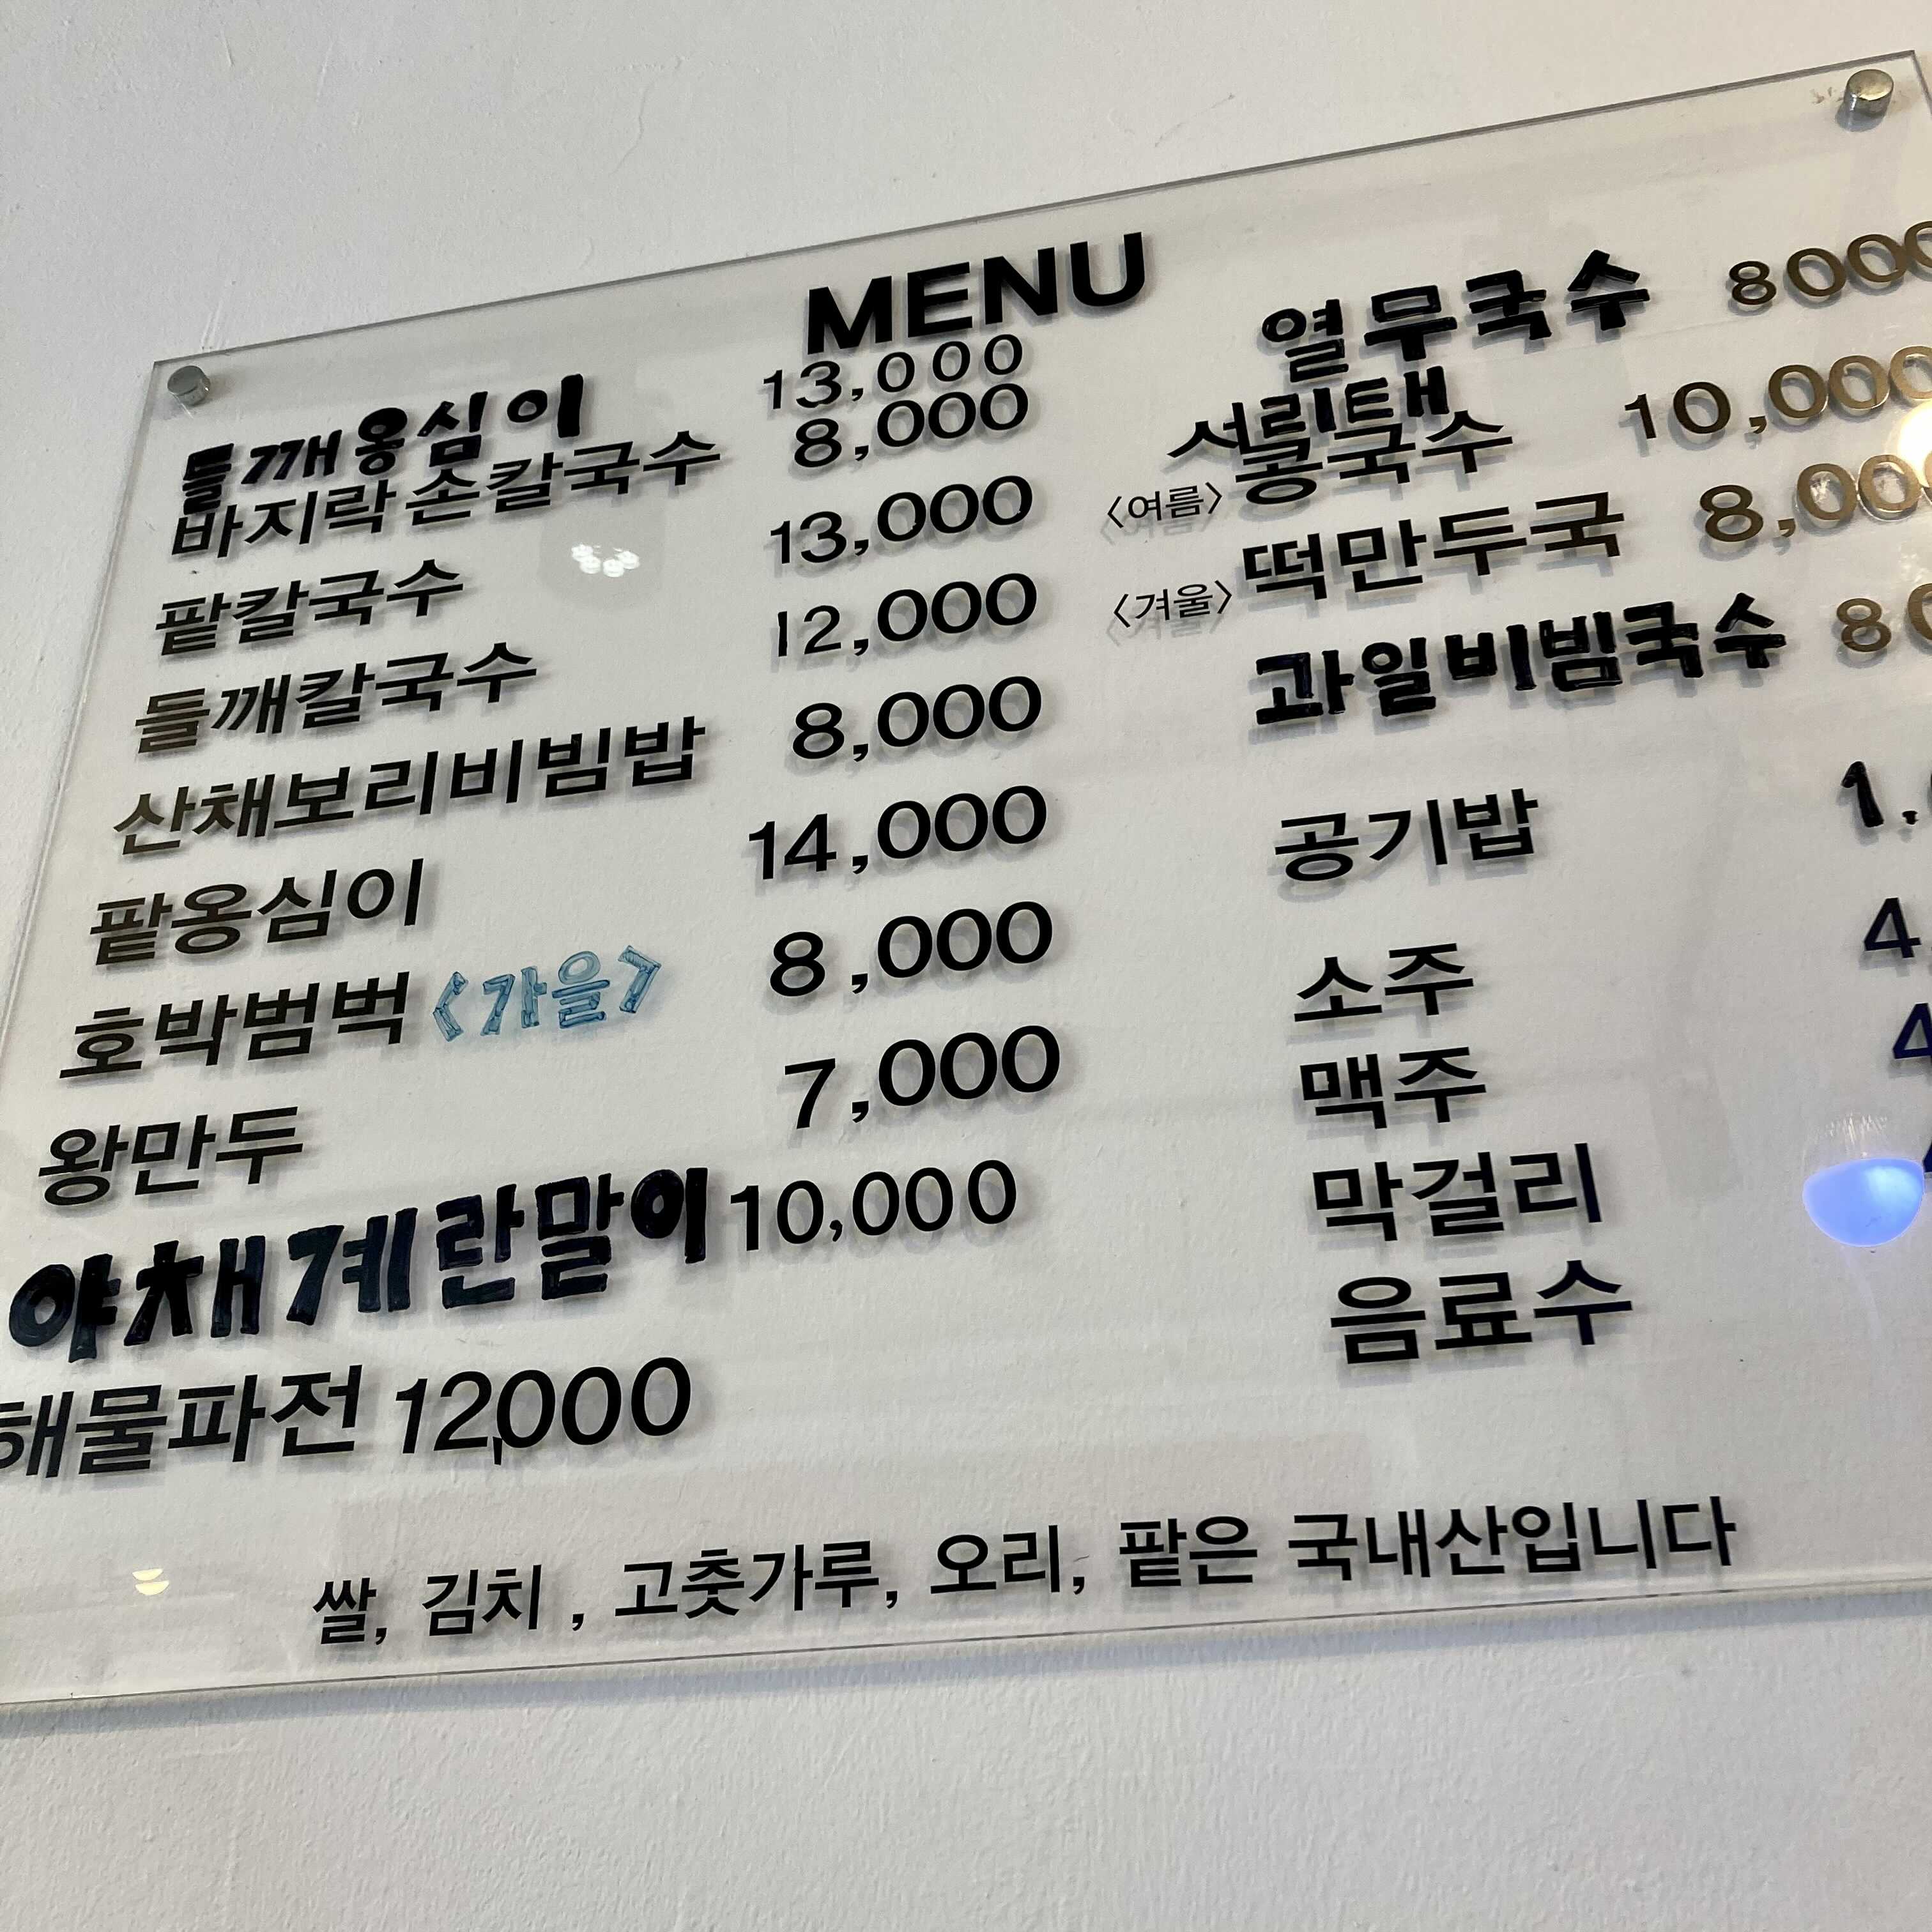 MENU
들깨옹심이 13,000
바지락손칼국수 8,000
팥칼국수 13,000
들깨칼국수 12,000
산채보리비빔밥 8,000
팥옹심이 14,000
호박범벅 <가을> 8,000
왕만두 7,000
야채계란말이 10,000
해물파전 12,000
열무국수 8000
서리태
<여름> 콩국수 10,000
<겨울> 떡만두국 8,00
과일비빔국수 80
공기밥 1.
소주 4
맥주 4
막걸리
음료수
쌀, 김치 , 고춧가루, 오리, 팥은 국내산입니다